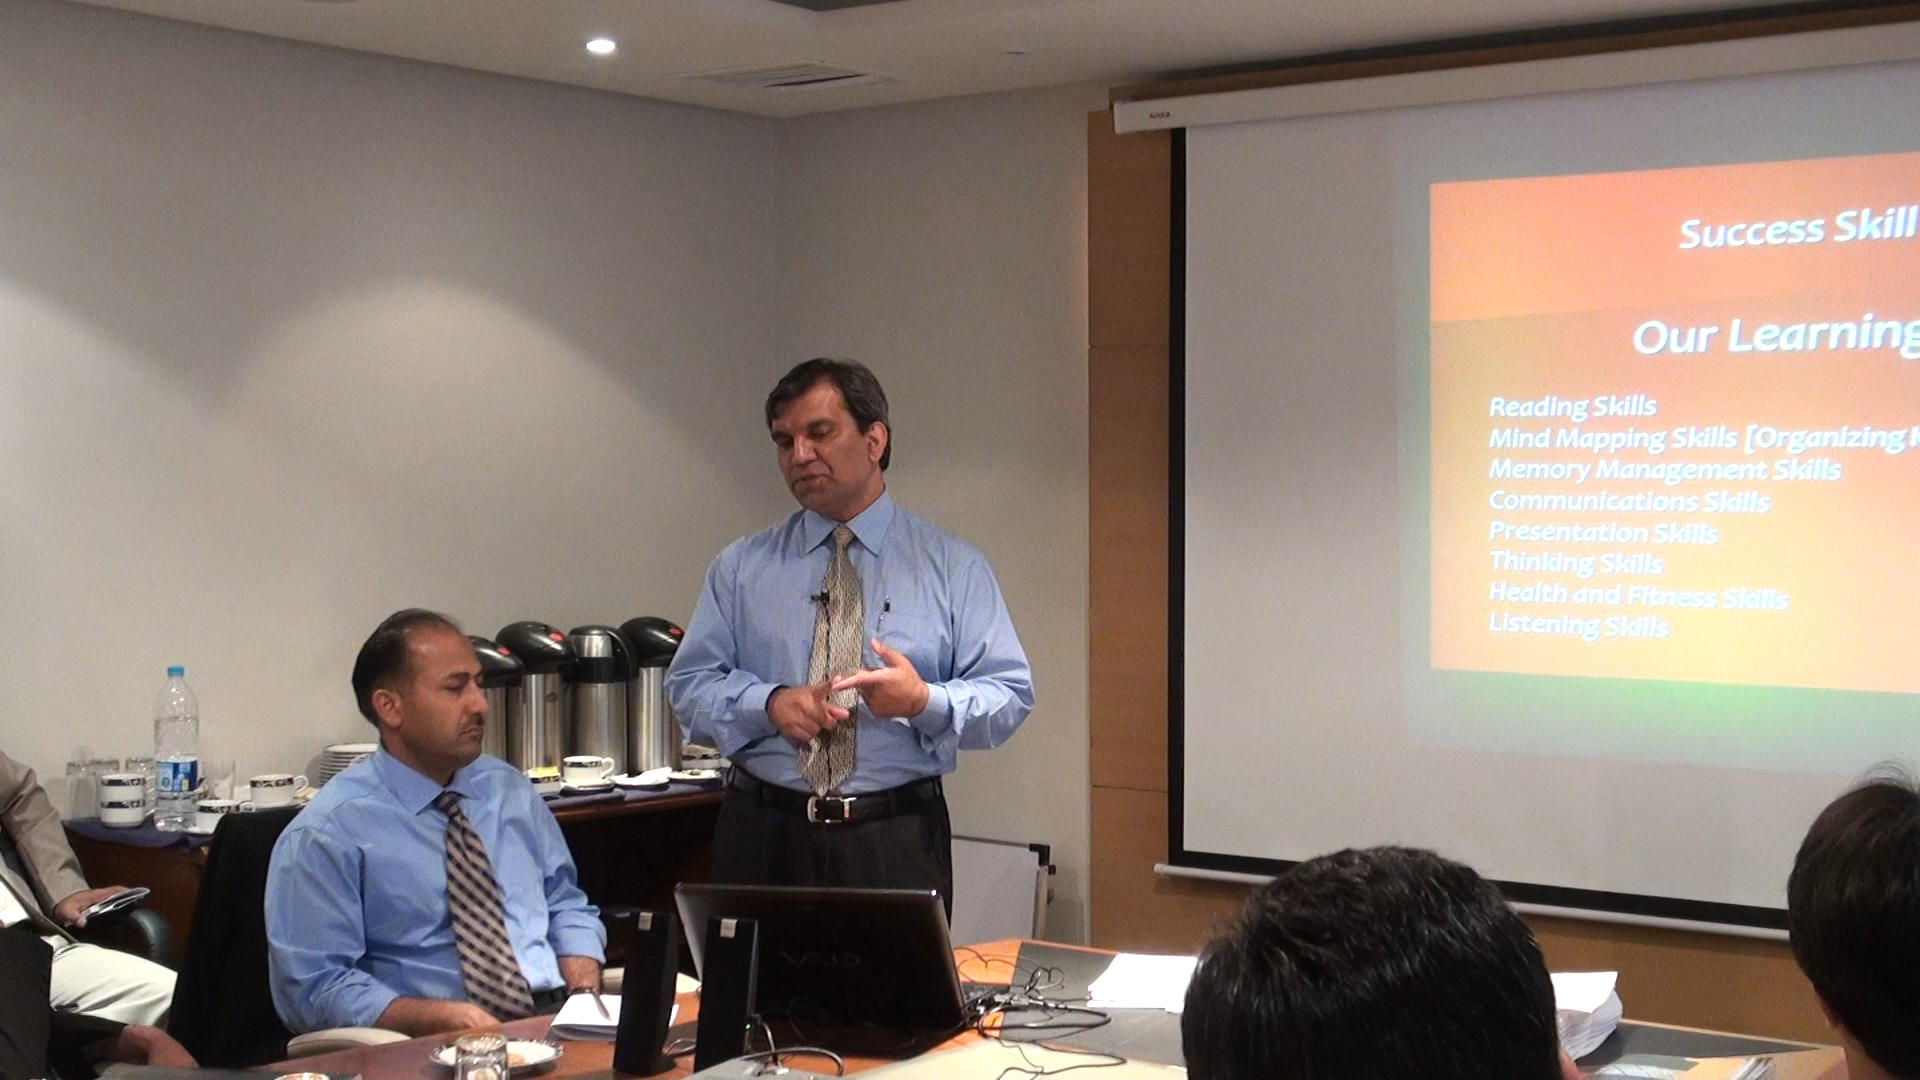 Success Skill
Our Learning
Reading Skills
Mind Mapping Skills [Organizing
Memory Management Skills
Communications Skills
Presentation Skills
Thinking Skills
Health and Fitness Skills
Listening Skills
VAIO